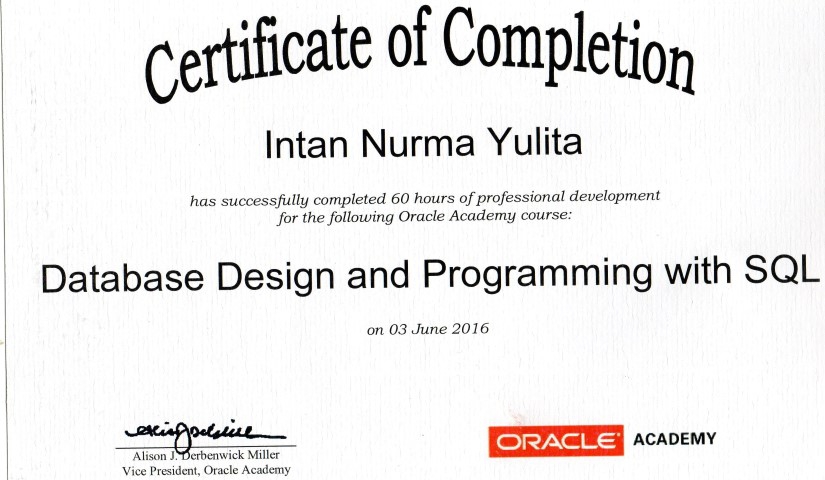 Certificate of Completion
Intan Nurma Yulita
has successfully completed 60 hours of professional development
for the following Oracle Academy course:
Database Design and Programming with SQL
on 03 June 2016
Alison J. Derbenwick Miller
Vice President, Oracle Academy
ORACLE ACADEMY